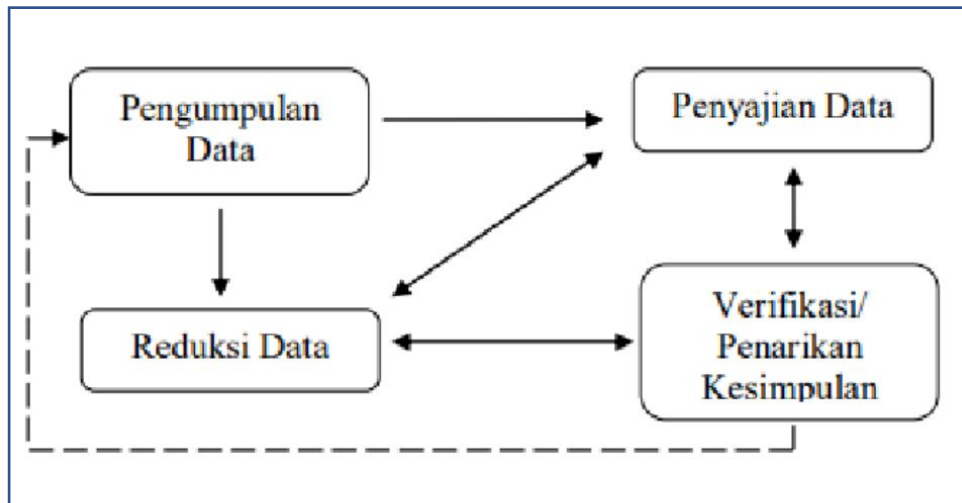 Pengumpulan
Data
Penyajian Data
Reduksi Data
Verifikasi/
Penarikan
Kesimpulan